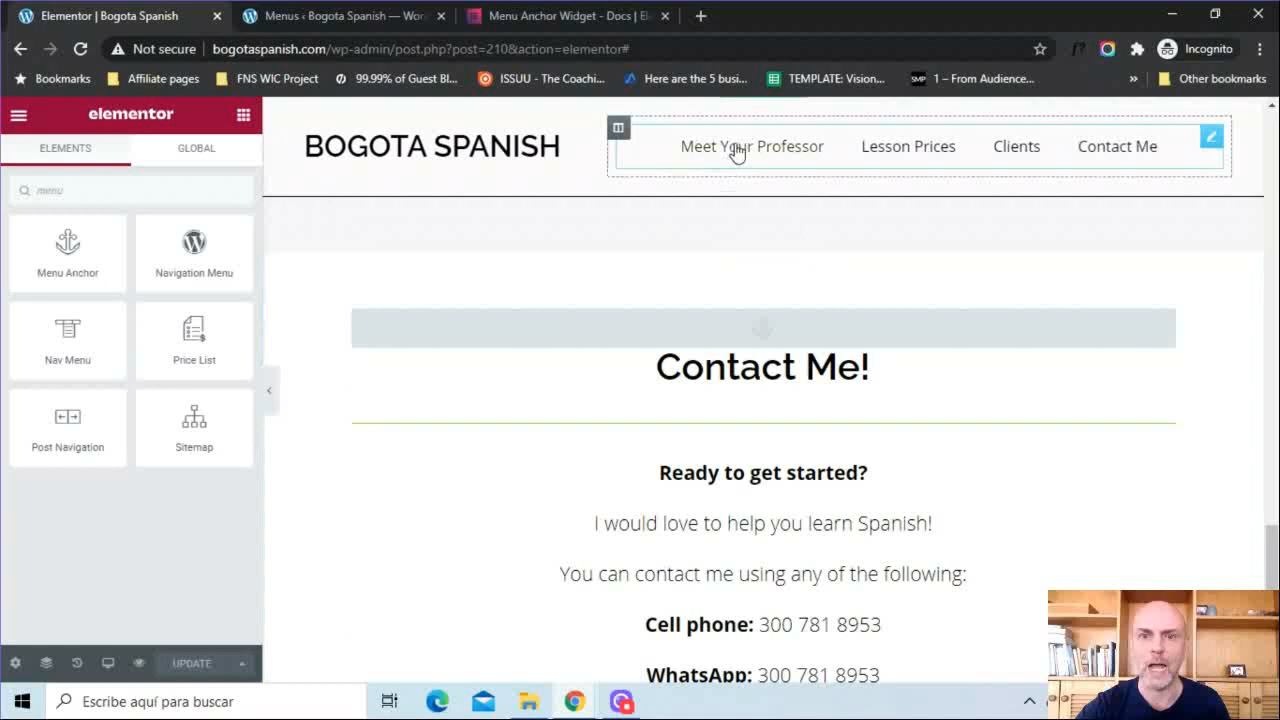 Elementor | Bogota Spanish
Menus ‹ Bogota Spanish — Wor
Menu Anchor Widget - Docs | El
Not secure
bogotaspanish.com/wp-admin/post.php?post=210&action=elementor#
Incognito
Bookmarks
Affiliate pages
FNS WIC Project
99.99% of Guest Bl...
ISSUU - The Coachi...
Here are the 5 busi...
TEMPLATE: Vision...
SMP
1 – From Audience...
»
Other bookmarks
elementor
ELEMENTS
GLOBAL
menu
Menu Anchor
Navigation Menu
Nav Menu
Price List
Post Navigation
Sitemap
UPDATE
BOGOTA SPANISH
Meet Your Professor
Lesson Prices
Clients
Contact Me
Contact Me!
Ready to get started?
I would love to help you learn Spanish!
You can contact me using any of the following:
Cell phone: 300 781 8953
WhatsApp: 300 781 8953
Escribe aquí para buscar